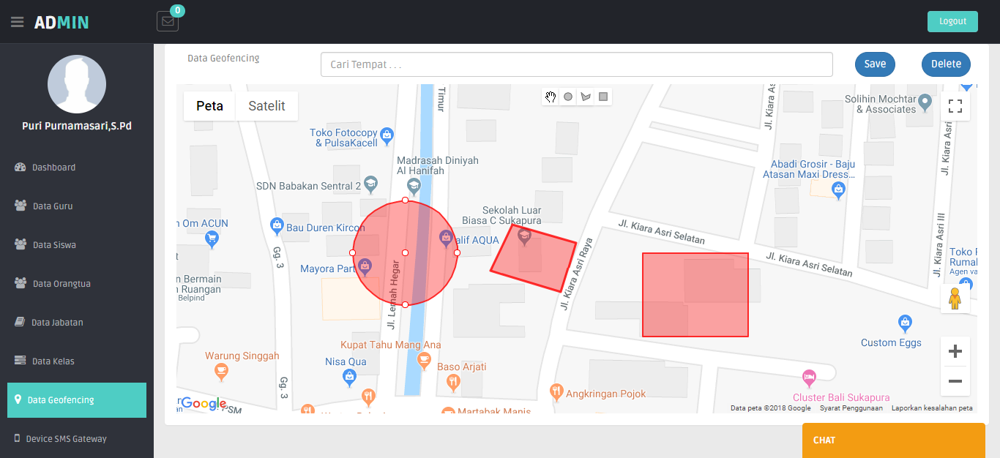 ADMIN
0
Logout
Puri Purnamasari,S.Pd
Dashboard
Data Guru
Data Siswa
Data Orangtua
Data Jabatan
Data Kelas
Data Geofencing
Device SMS Gateway
Data Geofencing
Cari Tempat . . .
Save
Delete
Peta
Satelit
Timur
Toko Fotocopy
& PulsaKacell
Madrasah Diniyah
Al Hanifah
SDN Babakan Sentral 2
Solihin Mochtar
& Associates
Jl. Kiara As
Jl. Kiara Asri
Abadi Grosir - Baju
Atasan Maxi Dress...
Sekolah Luar
Biasa C Sukapura
Om ACUN
Bau Duren Kircon
alif AQUA
Jl. Kiara Asri Selatan
Jl. Kiara Asri III
Gg. 3
Mayora Part
Jl. Lemah Hegar
Jl. Kiara Asri Raya
Jl. Kiara Asri Selatan
Toko F
Rumal
Agen va
n Bermain
Ruangan
Belpind
Kupat Tahu Mang Ana
Custom Eggs
Warung Singgah
Nisa Qua
Baso Arjati
Gg. 3
Angkringan Pojok
Cluster Bali Sukapura
Google
PSM
Martabak Manis
Data peta ©2018 Google
Syarat Penggunaan
Laporkan kesalahan peta
CHAT